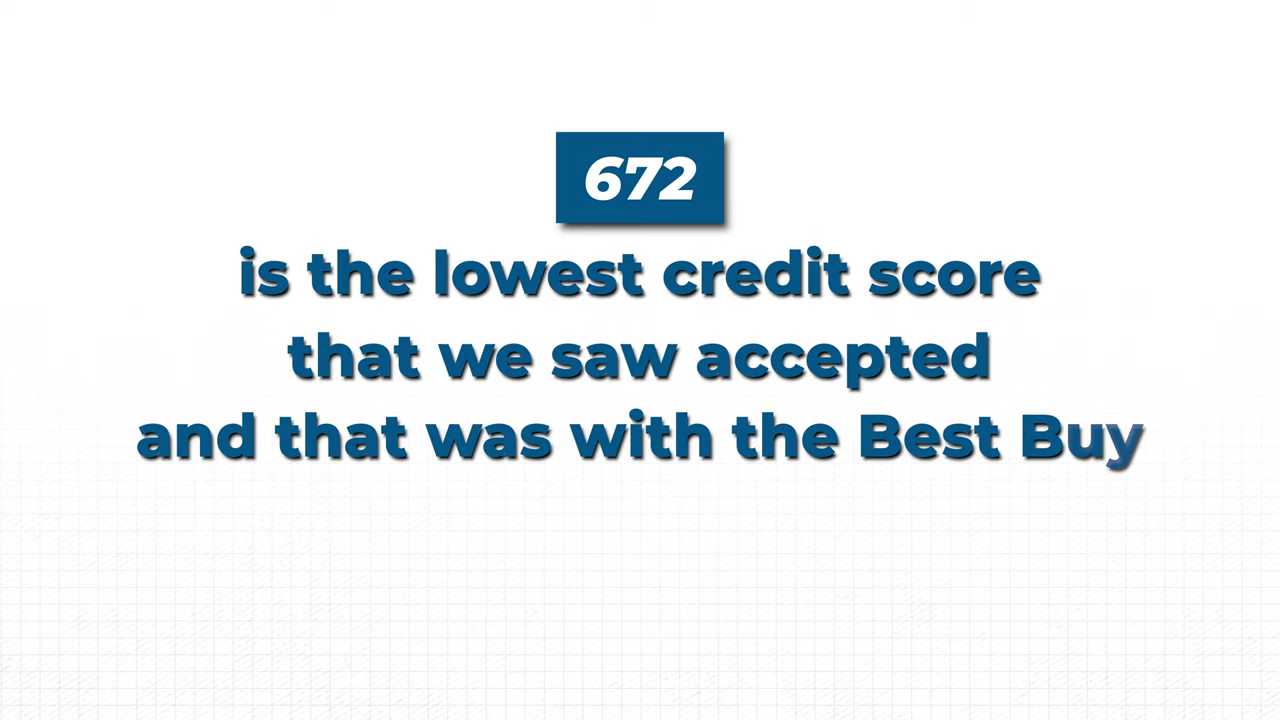 672
is the lowest credit score
that we saw accepted
and that was with the Best Buy